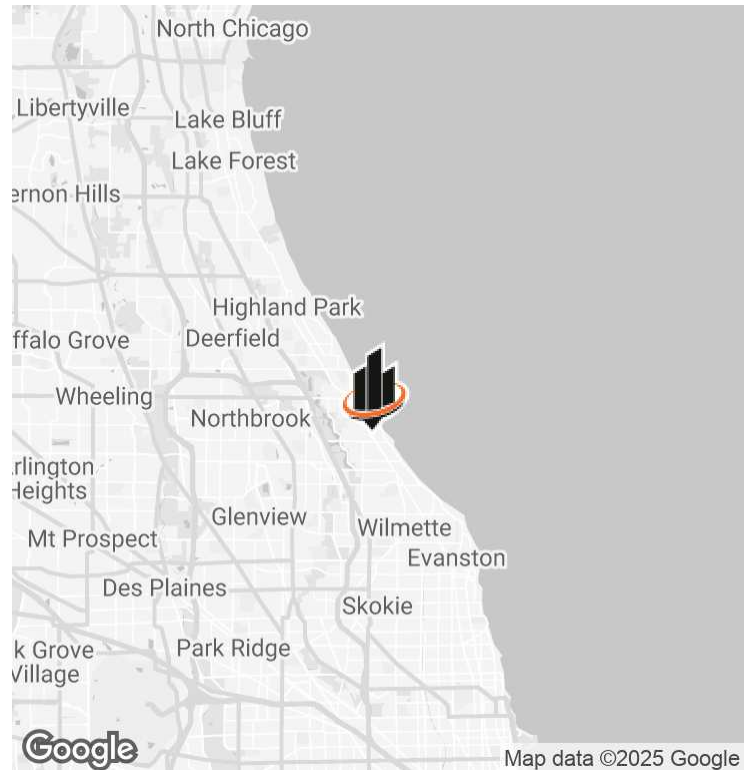 North Chicago
Libertyville
Lake Bluff
Lake Forest
ernon Hills
Highland Park
ffalo Grove
Deerfield
Wheeling
Northbrook
rlington
Heights
Glenview
Wilmette
Mt Prospect
Evanston
Des Plaines
Skokie
k Grove
Village
Park Ridge
Google
Map data ©2025 Google